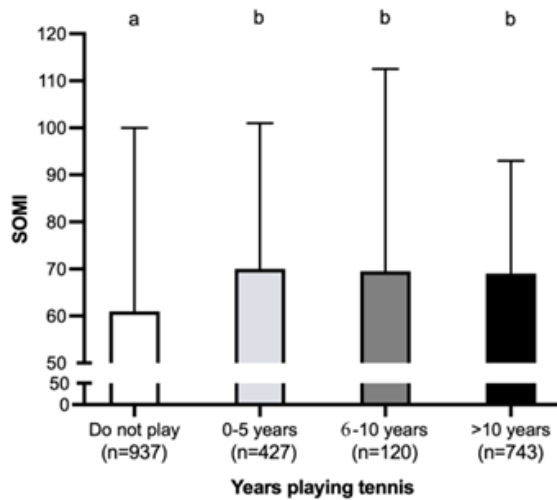 a b b b
120
110
100
90
80
70
60
50
50
0
SOMI
Do not play 0-5 years 6-10 years >10 years
(n=937) (n=427) (n=120) (n=743)
Years playing tennis